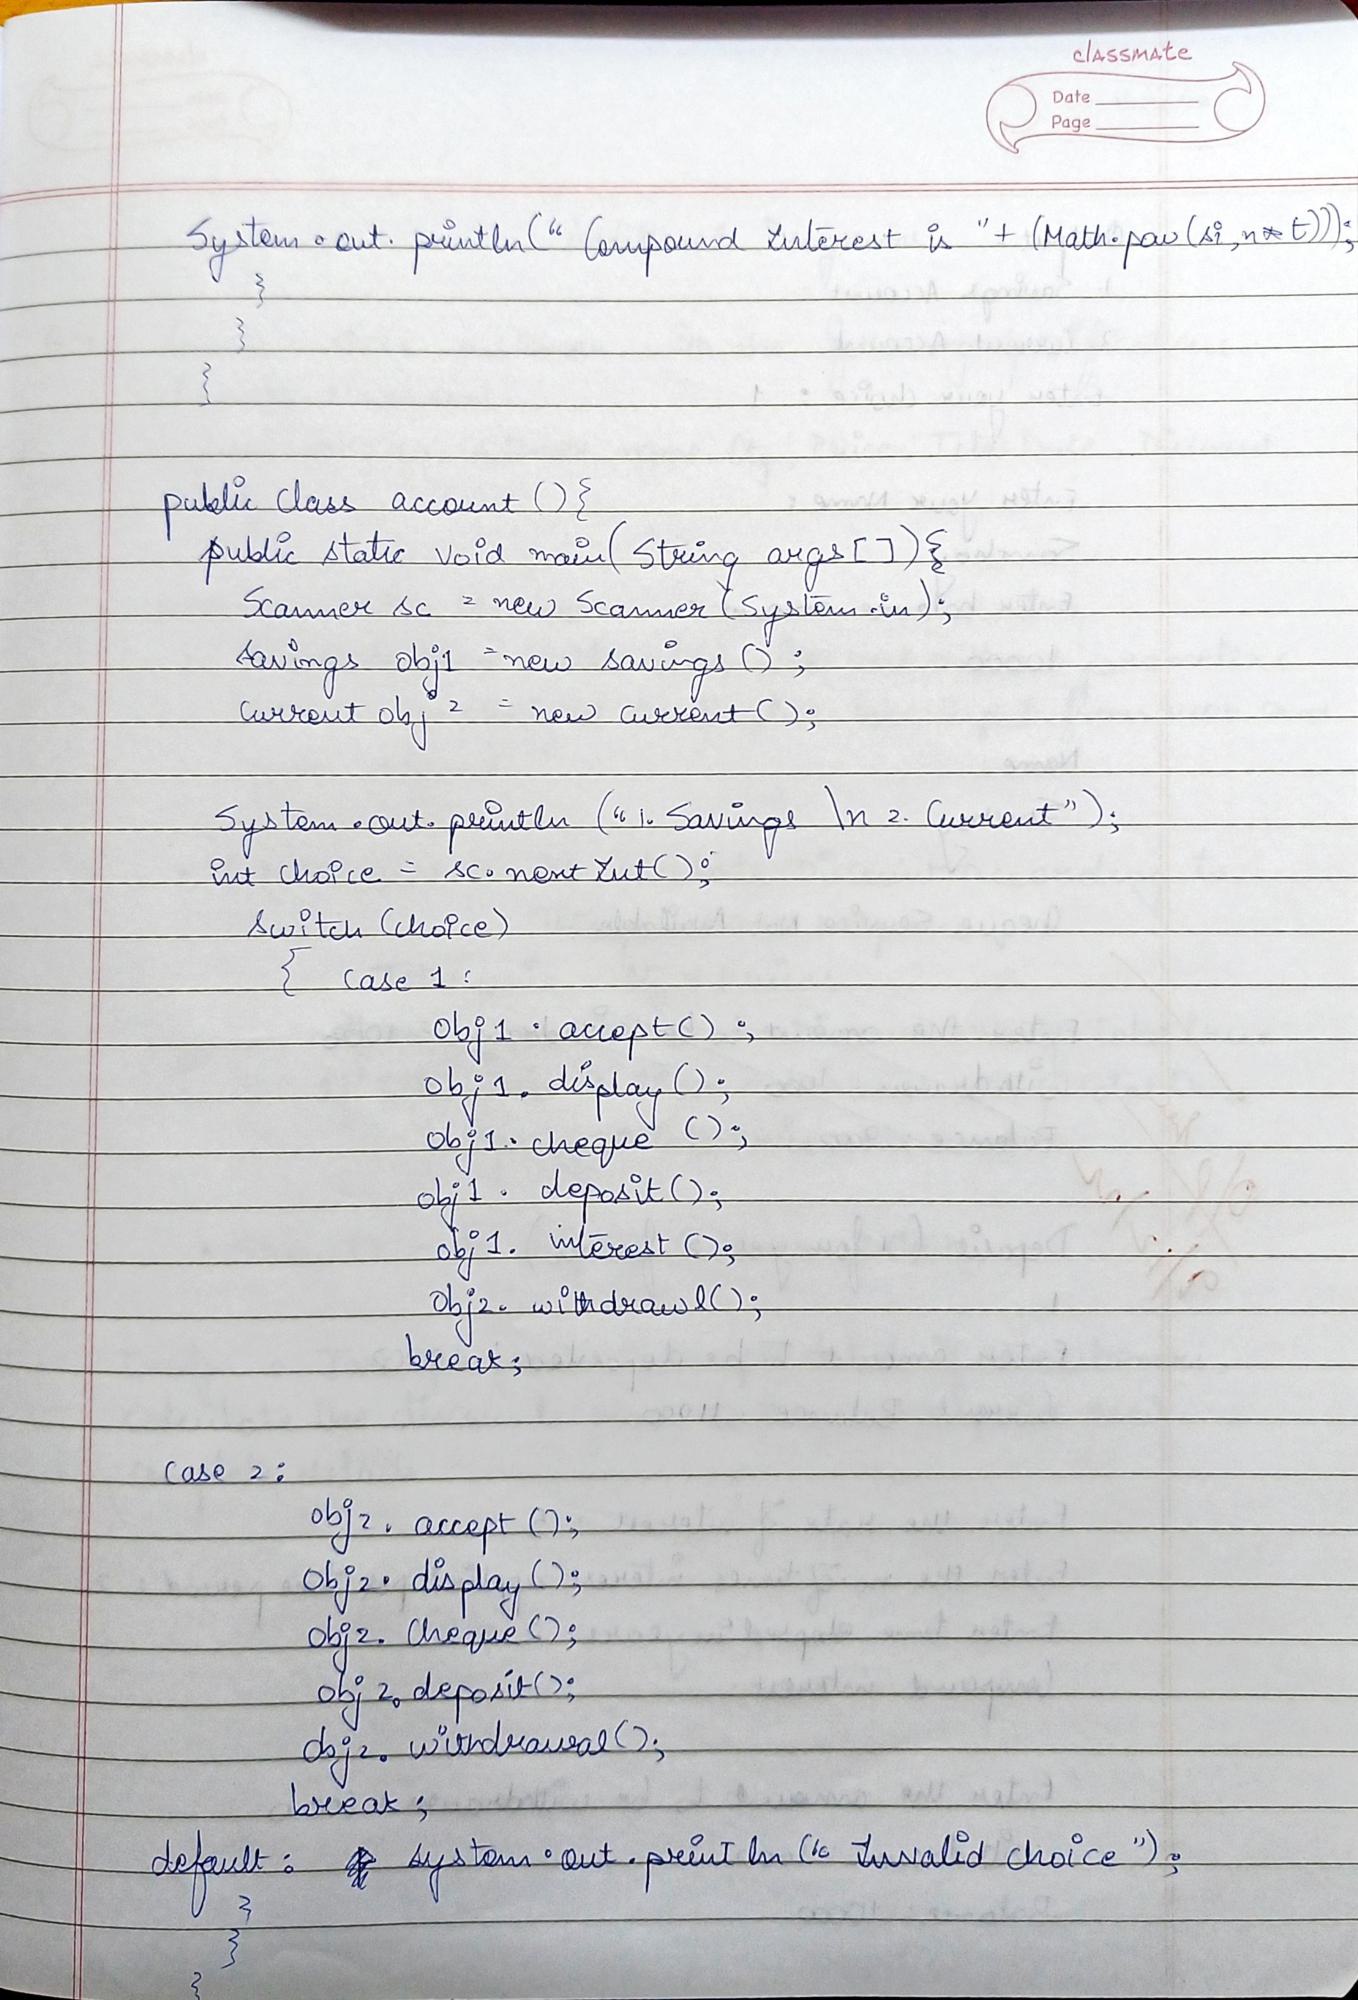 classmate
Date
Page
System.out.println(“ Compound Interest is ”+ (Math.pow(si,n*t)));
}
}
}
public class account (){
public static void main(String args[]){
Scanner sc = new Scanner (System.in);
savings obj1 = new savings();
current obj2 = new current();
System.out.println (“1. Savings \n 2. Current”);
int choice = sc.nextInt();
switch (choice)
{ case 1:
obj1.accept();
obj1.display();
obj1.cheque ();
obj1.deposit();
obj1.interest();
obj2.withdrawl();
break;
case 2:
obj2.accept();
obj2.display();
obj2.cheque();
obj2.deposit();
obj2.withdrawal();
break;
default: system.out.println (“ Invalid choice”);
}
}
}